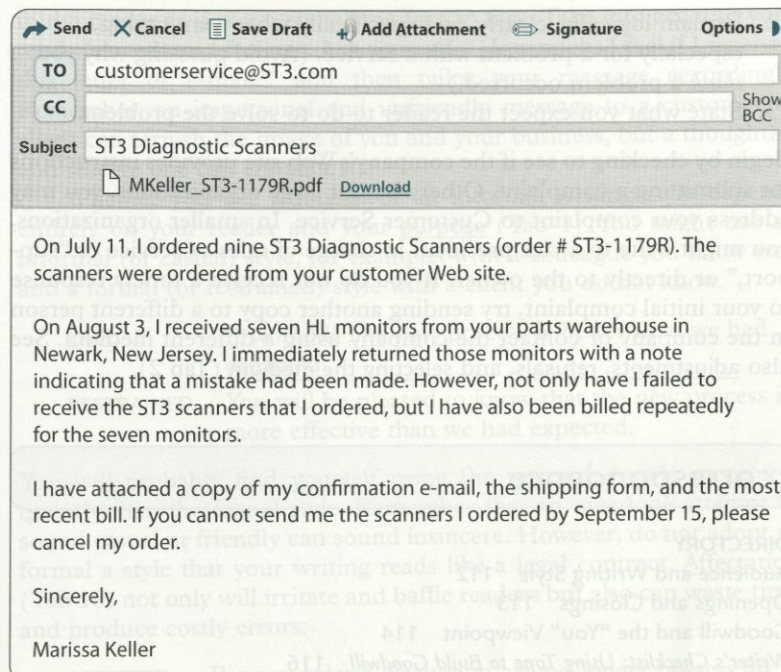 Send Cancel Save Draft Add Attachment Signature Options
TO customerservice@ST3.com
CC Show BCC
Subject ST3 Diagnostic Scanners
MKeller_ST3-1179R.pdf Download
On July 11, I ordered nine ST3 Diagnostic Scanners (order # ST3-1179R). The
scanners were ordered from your customer Web site.
On August 3, I received seven HL monitors from your parts warehouse in
Newark, New Jersey. I immediately returned those monitors with a note
indicating that a mistake had been made. However, not only have I failed to
receive the ST3 scanners that I ordered, but I have also been billed repeatedly
for the seven monitors.
I have attached a copy of my confirmation e-mail, the shipping form, and the most
recent bill. If you cannot send me the scanners I ordered by September 15, please
cancel my order.
Sincerely,
Marissa Keller